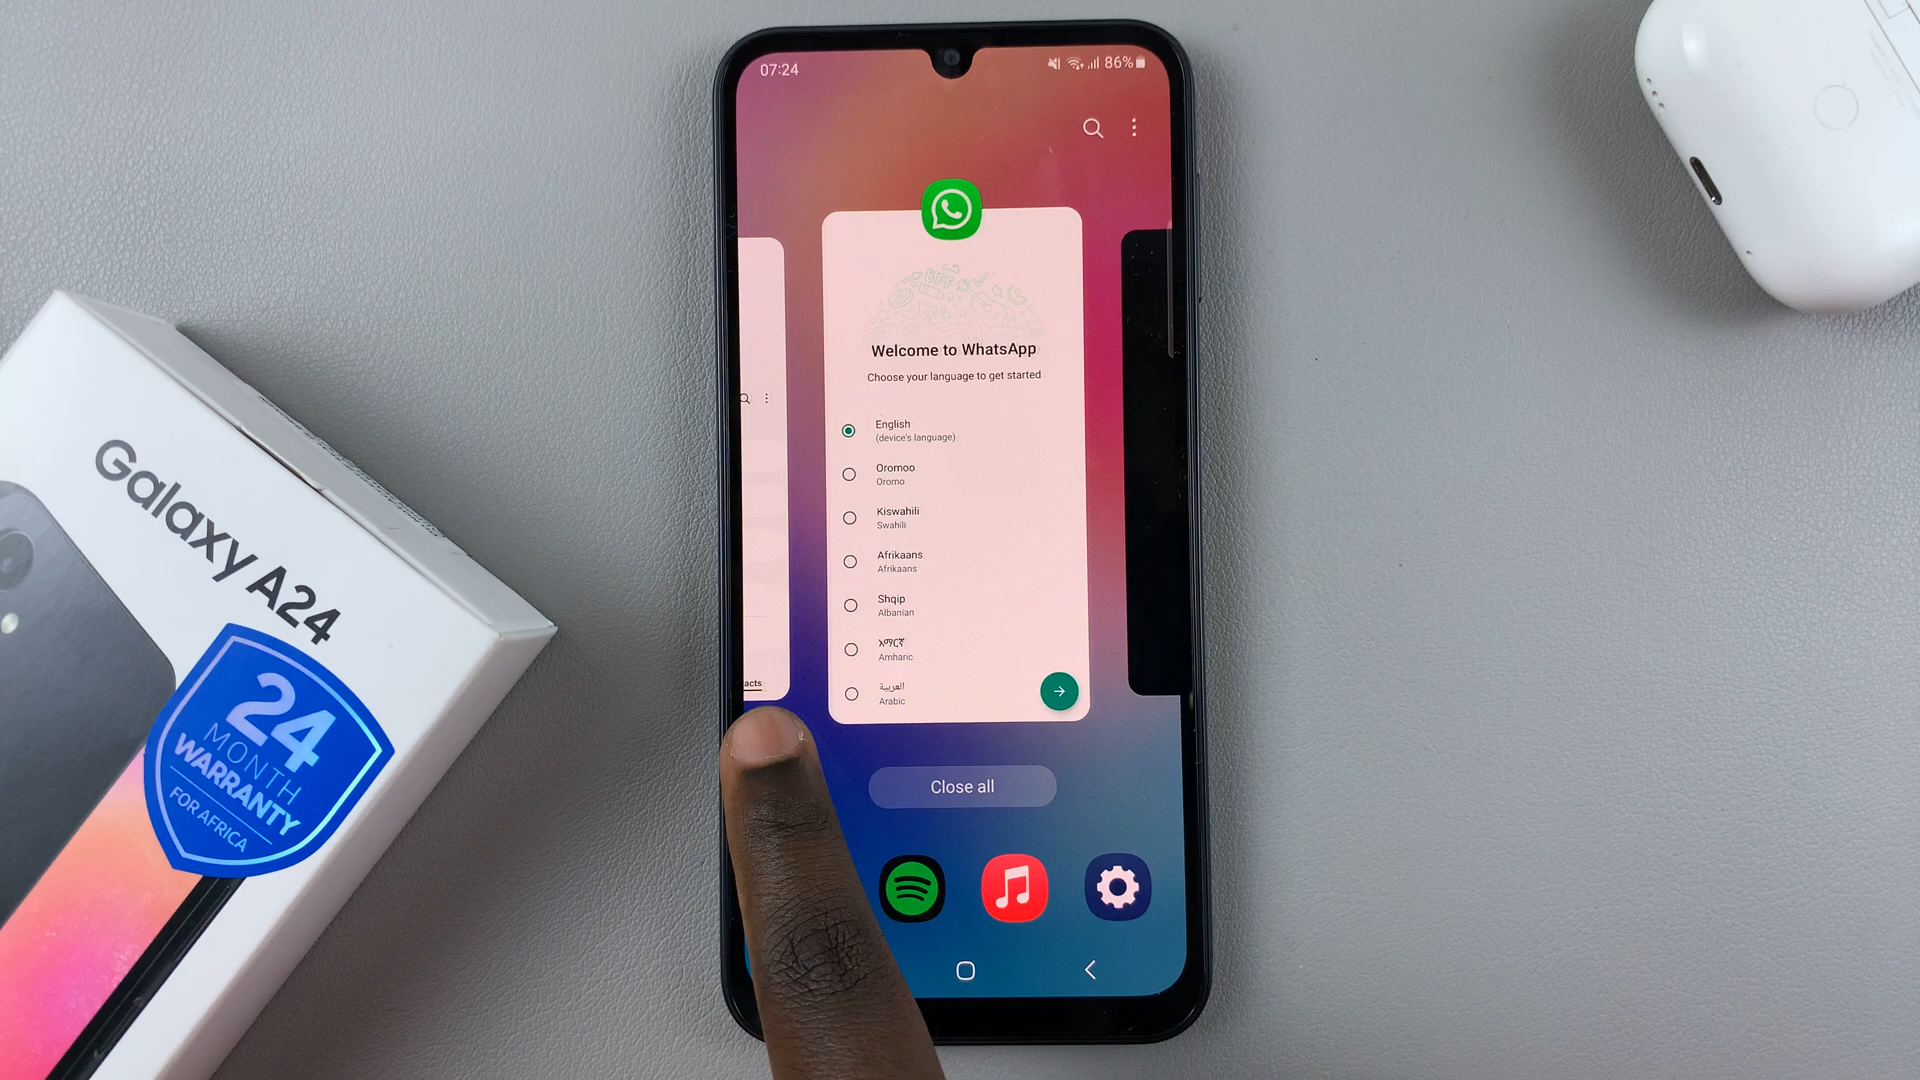 07:24
86%
Welcome to WhatsApp
Choose your language to get started
English
(device's language)
Oromoo
Oromo
Kiswahili
Swahili
Afrikaans
Afrikaans
Shqip
Albanian
አማርኛ
Amharic
العربية
Arabic
acts
Close all
Galaxy A24
24
MONTH
WARRANTY
FOR AFRICA